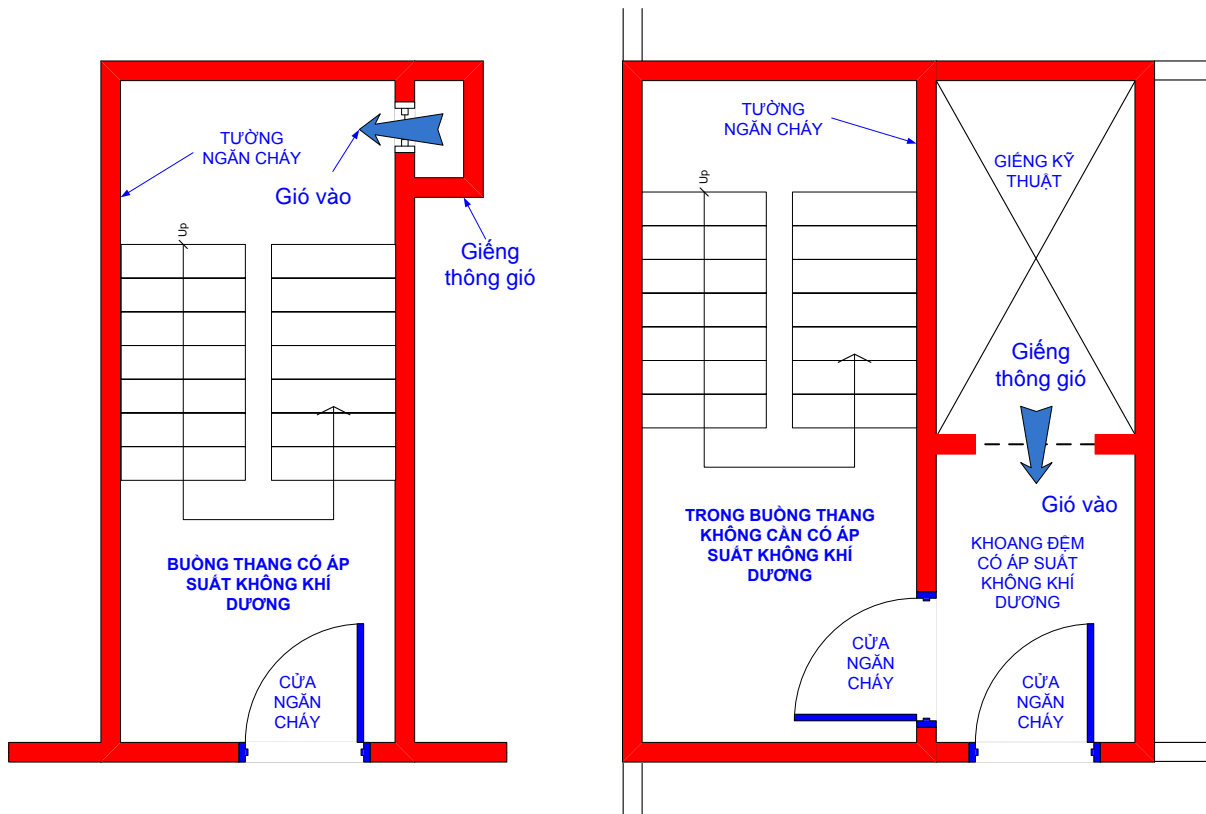 TƯỜNG
NGĂN CHÁY
Gió vào
Up
Giếng
thông gió
BUỒNG THANG CÓ ÁP
SUẤT KHÔNG KHÍ
DƯƠNG
CỬA
NGĂN
CHÁY
TƯỜNG
NGĂN CHÁY
GIẾNG KỸ
THUẬT
Up
Giếng
thông gió
Gió vào
TRONG BUỒNG THANG
KHÔNG CẦN CÓ ÁP
SUẤT KHÔNG KHÍ
DƯƠNG
KHOANG ĐỆM
CÓ ÁP SUẤT
KHÔNG KHÍ
DƯƠNG
CỬA
NGĂN
CHÁY
CỬA
NGĂN
CHÁY